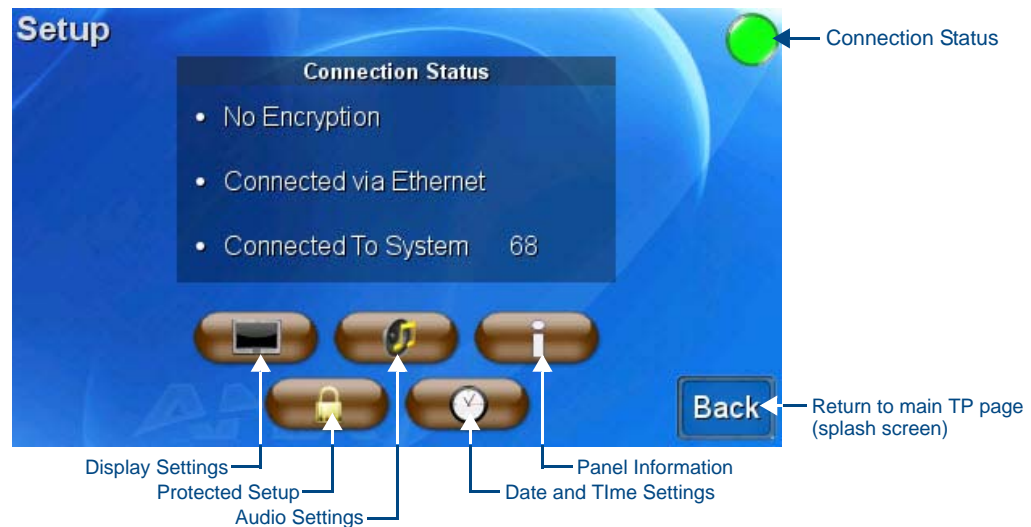 Setup
Connection Status
Connection Status
• No Encryption
• Connected via Ethernet
• Connected To System 68
Back
Return to main TP page
(splash screen)
Display Settings
Panel Information
Protected Setup
Date and TIme Settings
Audio Settings